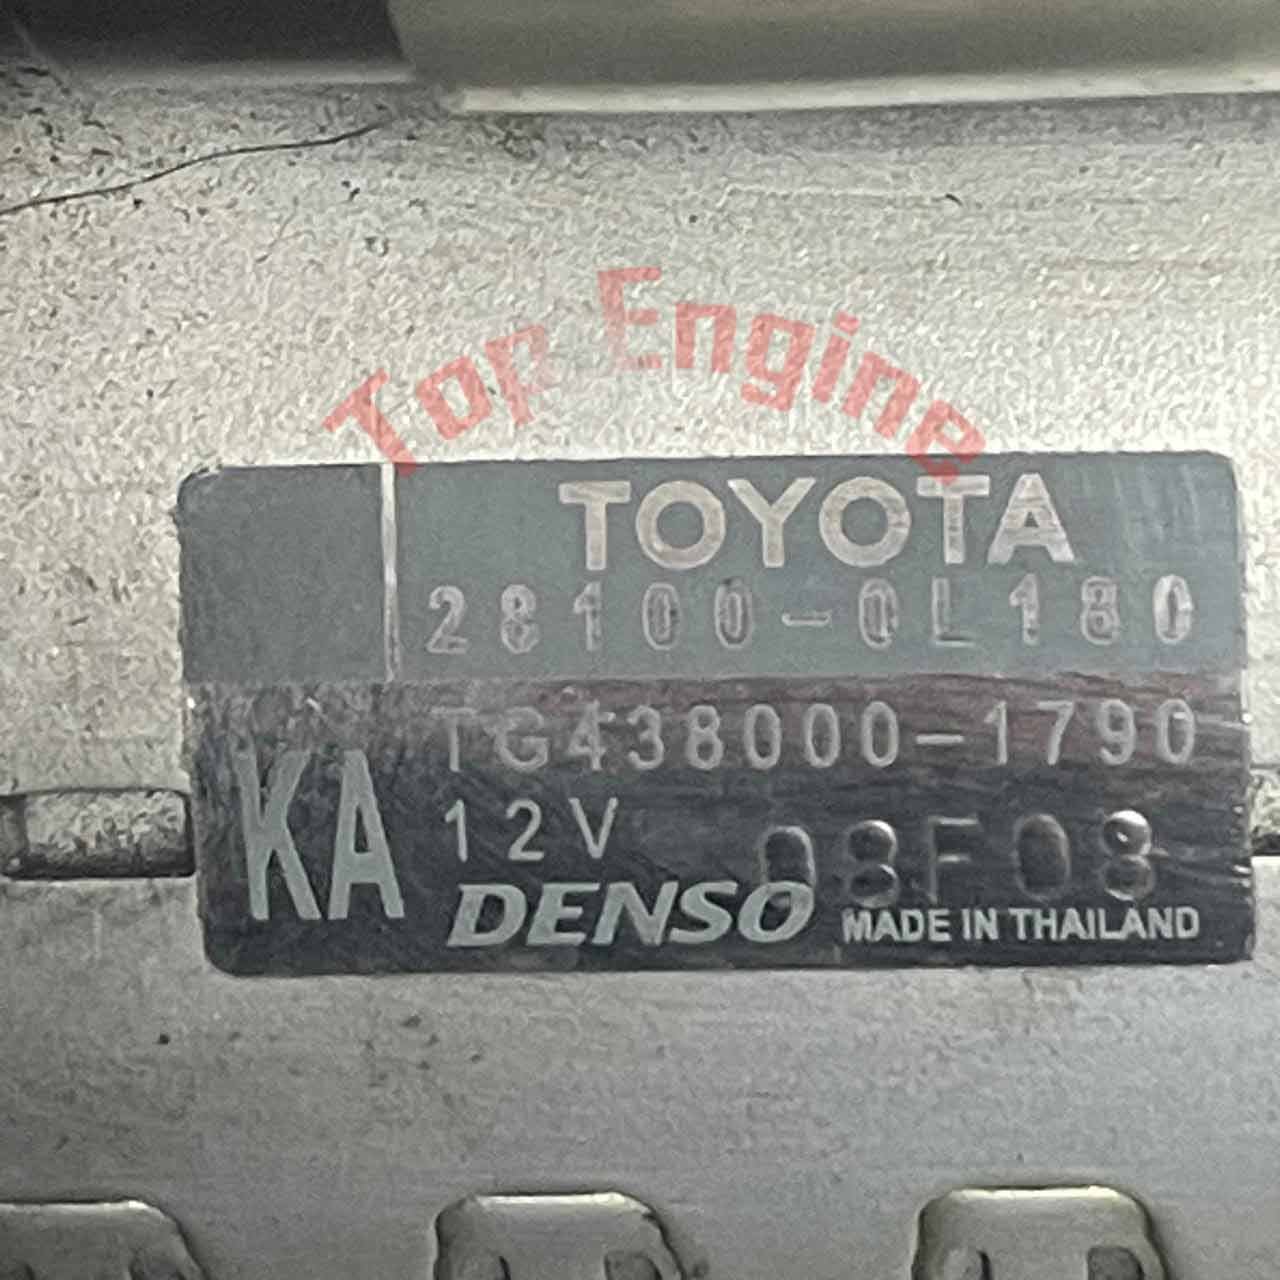 Top Engine
TOYOTA
28100-0L180
TG438000-1790
KA
12V
08F08
DENSO
MADE IN THAILAND